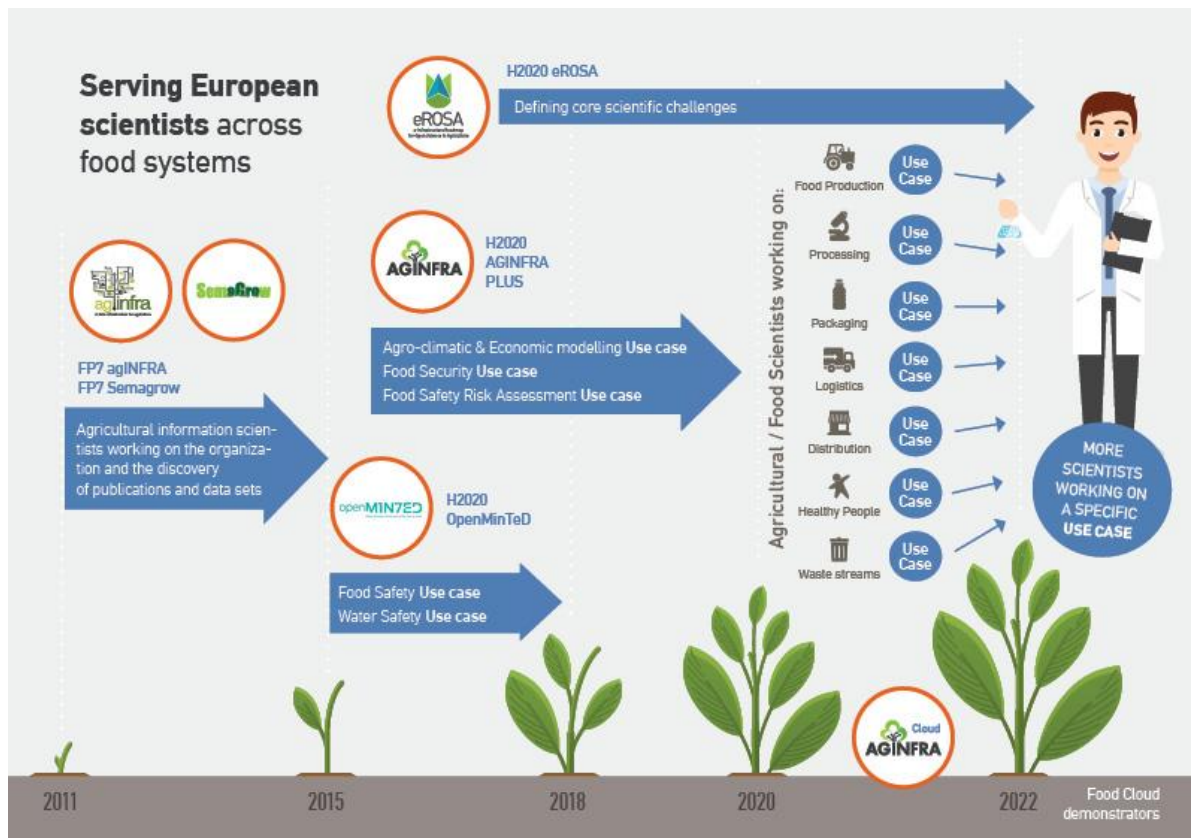 Serving European
scientists across
food systems
eROSA
H2020 eROSA
Defining core scientific challenges
agInfra
SemaGrow
FP7 agINFRA
FP7 Semagrow
Agricultural information scien-
tists working on the organiza-
tion and the discovery
of publications and data sets
AGINFRA
H2020
AGINFRA
PLUS
Agro-climatic & Economic modelling Use case
Food Security Use case
Food Safety Risk Assessment Use case
openMINTED
H2020
OpenMinTeD
Food Safety Use case
Water Safety Use case
Agricultural / Food Scientists working on:
Food Production
Use
Case
Processing
Use
Case
Packaging
Use
Case
Logistics
Use
Case
Distribution
Use
Case
Healthy People
Use
Case
Waste streams
Use
Case
MORE
SCIENTISTS
WORKING ON
A SPECIFIC
USE CASE
Cloud
AGINFRA
2011
2015
2018
2020
2022
Food Cloud
demonstrators